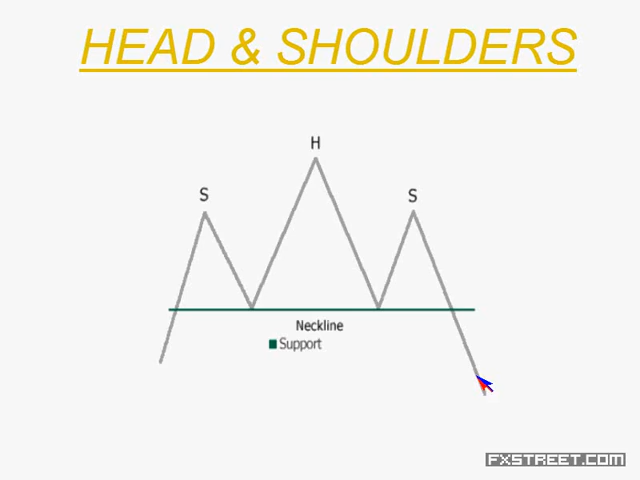 HEAD & SHOULDERS
H
S
S
Neckline
Support
FXSTREET.COM